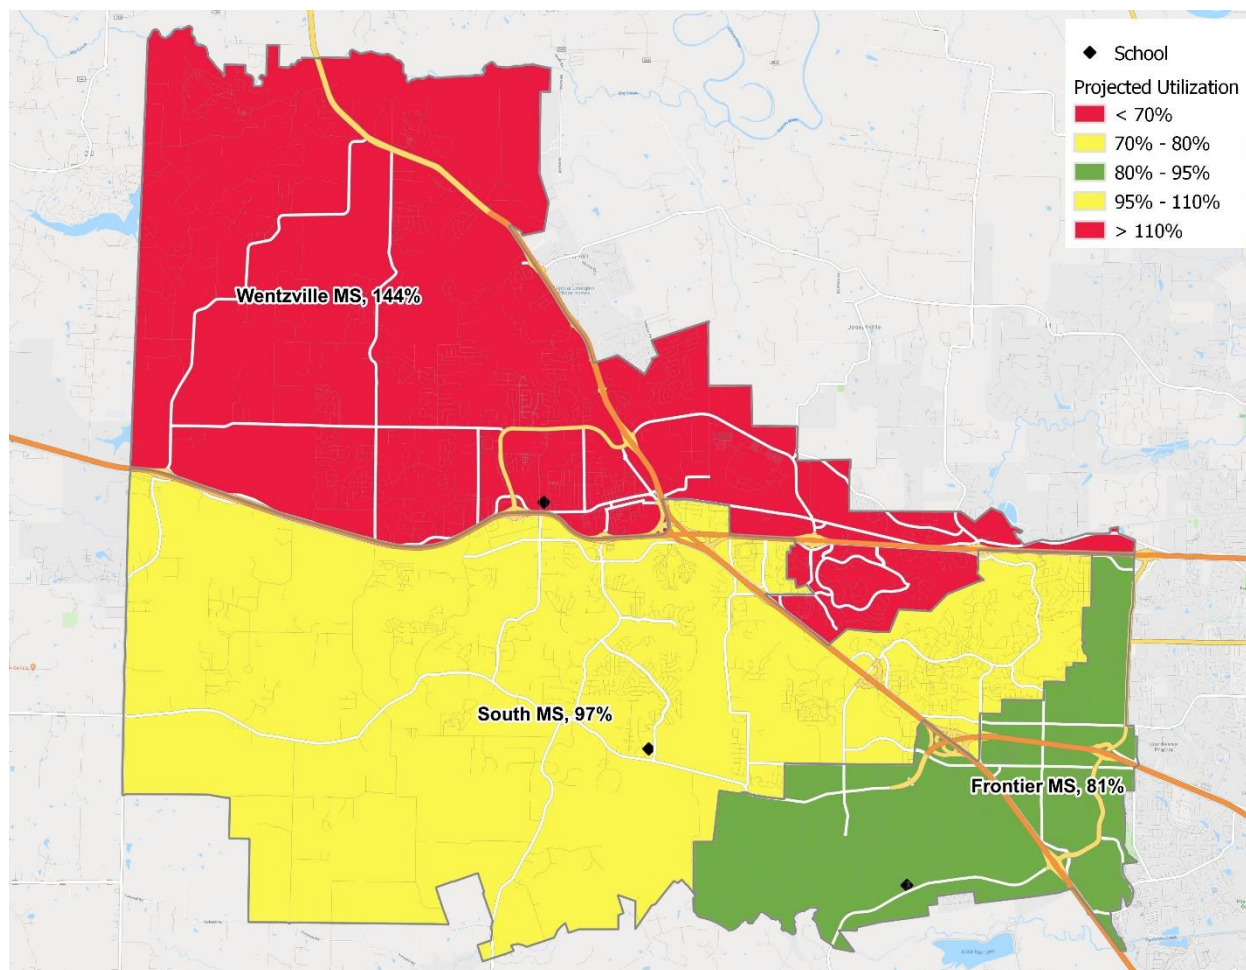 School
Projected Utilization
< 70%
70% - 80%
80% - 95%
95% - 110%
> 110%
Wentzville MS, 144%
South MS, 97%
Frontier MS, 81%